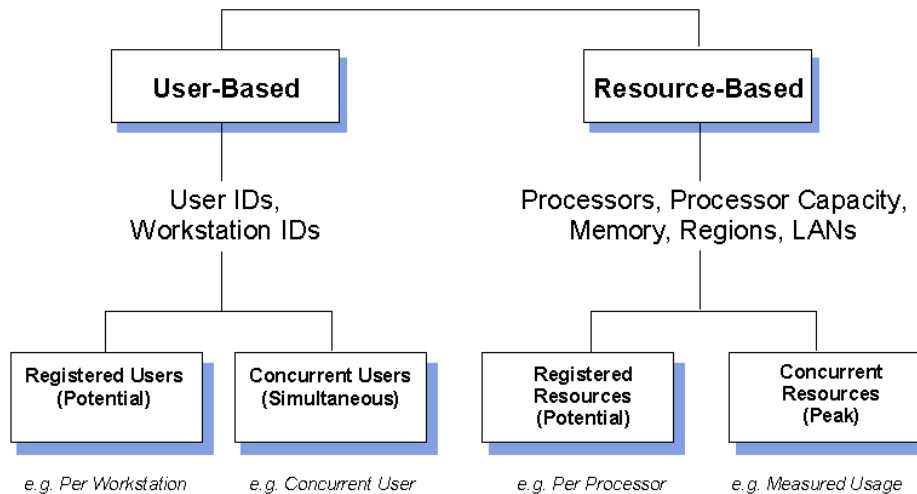 User-Based
Resource-Based
User IDs,
Workstation IDs
Processors, Processor Capacity,
Memory, Regions, LANs
Registered Users
(Potential)
Concurrent Users
(Simultaneous)
Registered
Resources
(Potential)
Concurrent
Resources
(Peak)
e.g. Per Workstation
e.g. Concurrent User
e.g. Per Processor
e.g. Measured Usage